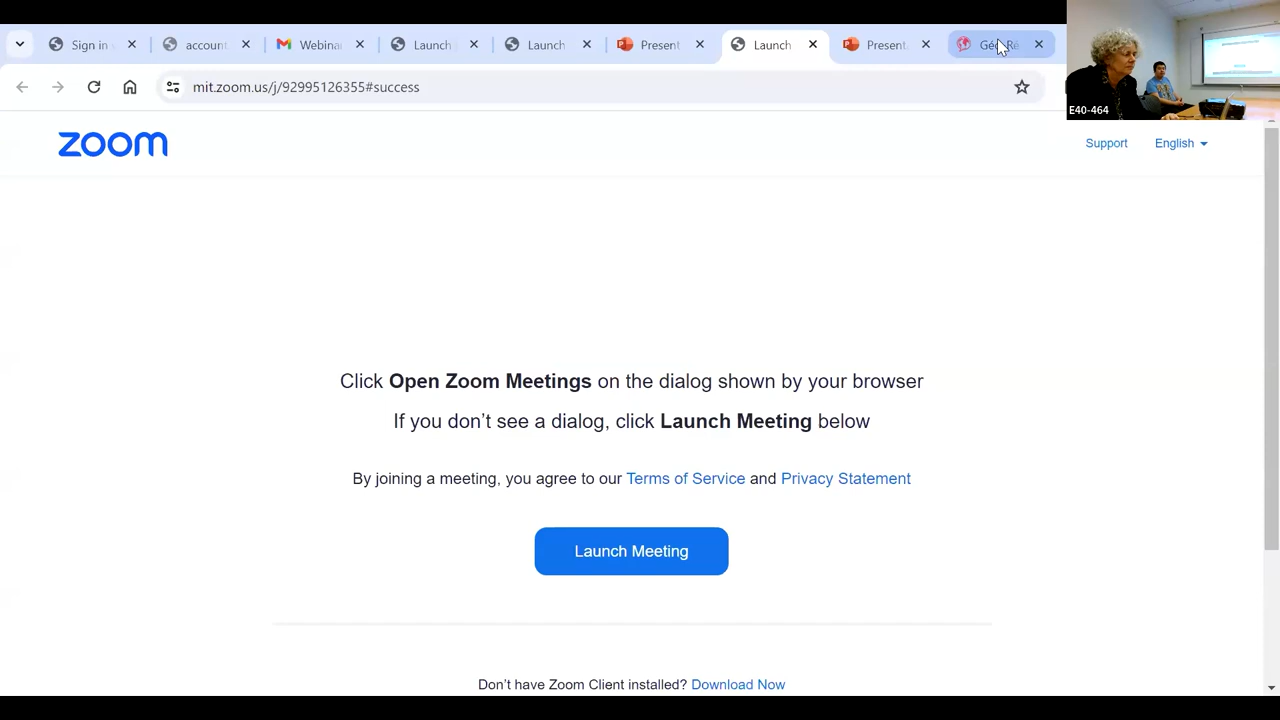 Sign in
account
Webina
Launch
Launch
Present
Launch
Present
Géo Ré
mit.zoom.us/j/92995126355#success
E40-464
zoom
Support
English
Click Open Zoom Meetings on the dialog shown by your browser
If you don't see a dialog, click Launch Meeting below
By joining a meeting, you agree to our Terms of Service and Privacy Statement
Launch Meeting
Don't have Zoom Client installed? Download Now